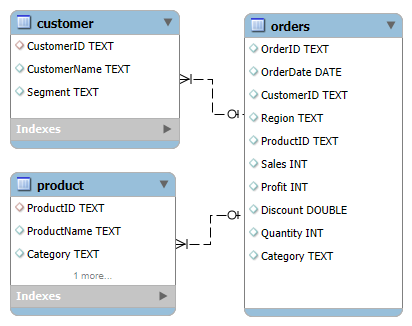 customer
CustomerID TEXT
CustomerName TEXT
Segment TEXT
Indexes
product
ProductID TEXT
ProductName TEXT
Category TEXT
1 more...
Indexes
orders
OrderID TEXT
OrderDate DATE
CustomerID TEXT
Region TEXT
ProductID TEXT
Sales INT
Profit INT
Discount DOUBLE
Quantity INT
Category TEXT